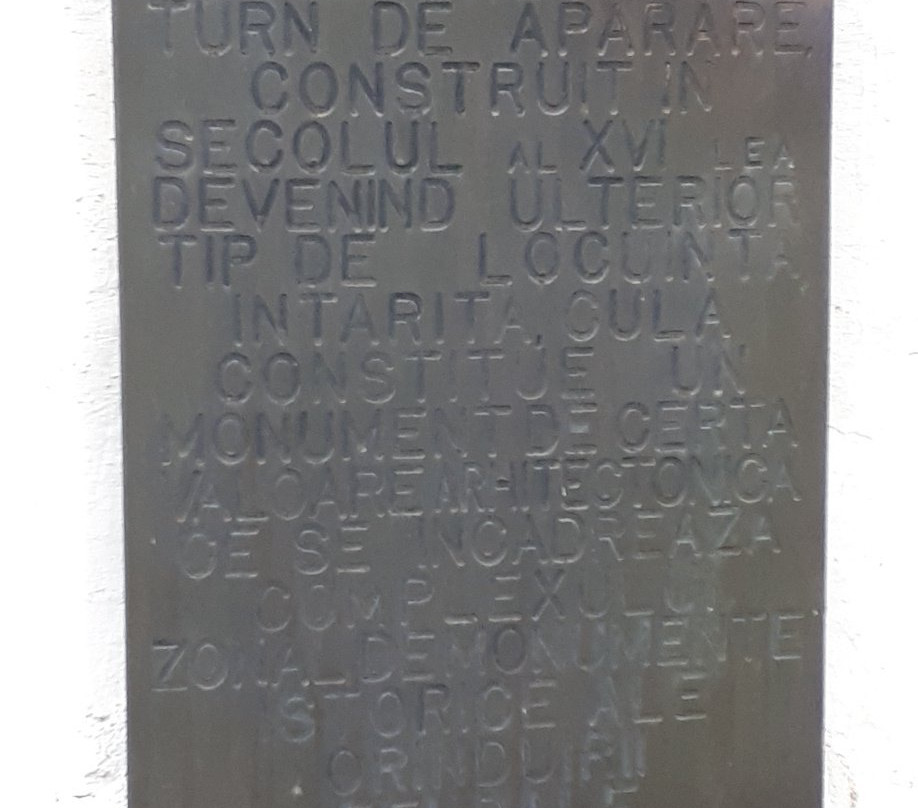 TURN DE APARARE,
CONSTRUIT IN
SECOLUL AL XVI LEA
DEVENIND ULTERIOR
TIP DE LOCUINTA,
INTARITA, CULA
CONSTITUE UN
MONUMENT DE CERTA
VALOARE ARHITECTONICA
CE SE INCADREAZA
COMPLEXULUI
ZONAL DE MONUMENTE
ISTORICE ALE
ORINDUIRII